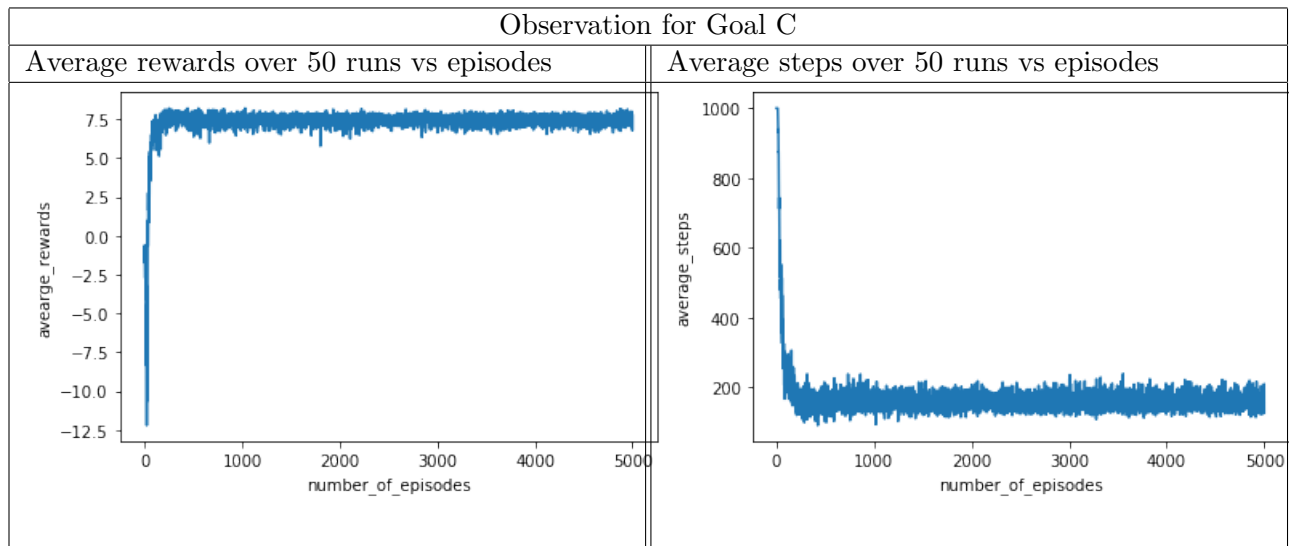 Observation for Goal C
Average rewards over 50 runs vs episodes
Average steps over 50 runs vs episodes
7.5
5.0
2.5
0.0
−2.5
−5.0
−7.5
−10.0
−12.5
avearge_rewards
0 1000 2000 3000 4000 5000
number_of_episodes
1000
800
600
400
200
average_steps
0 1000 2000 3000 4000 5000
number_of_episodes